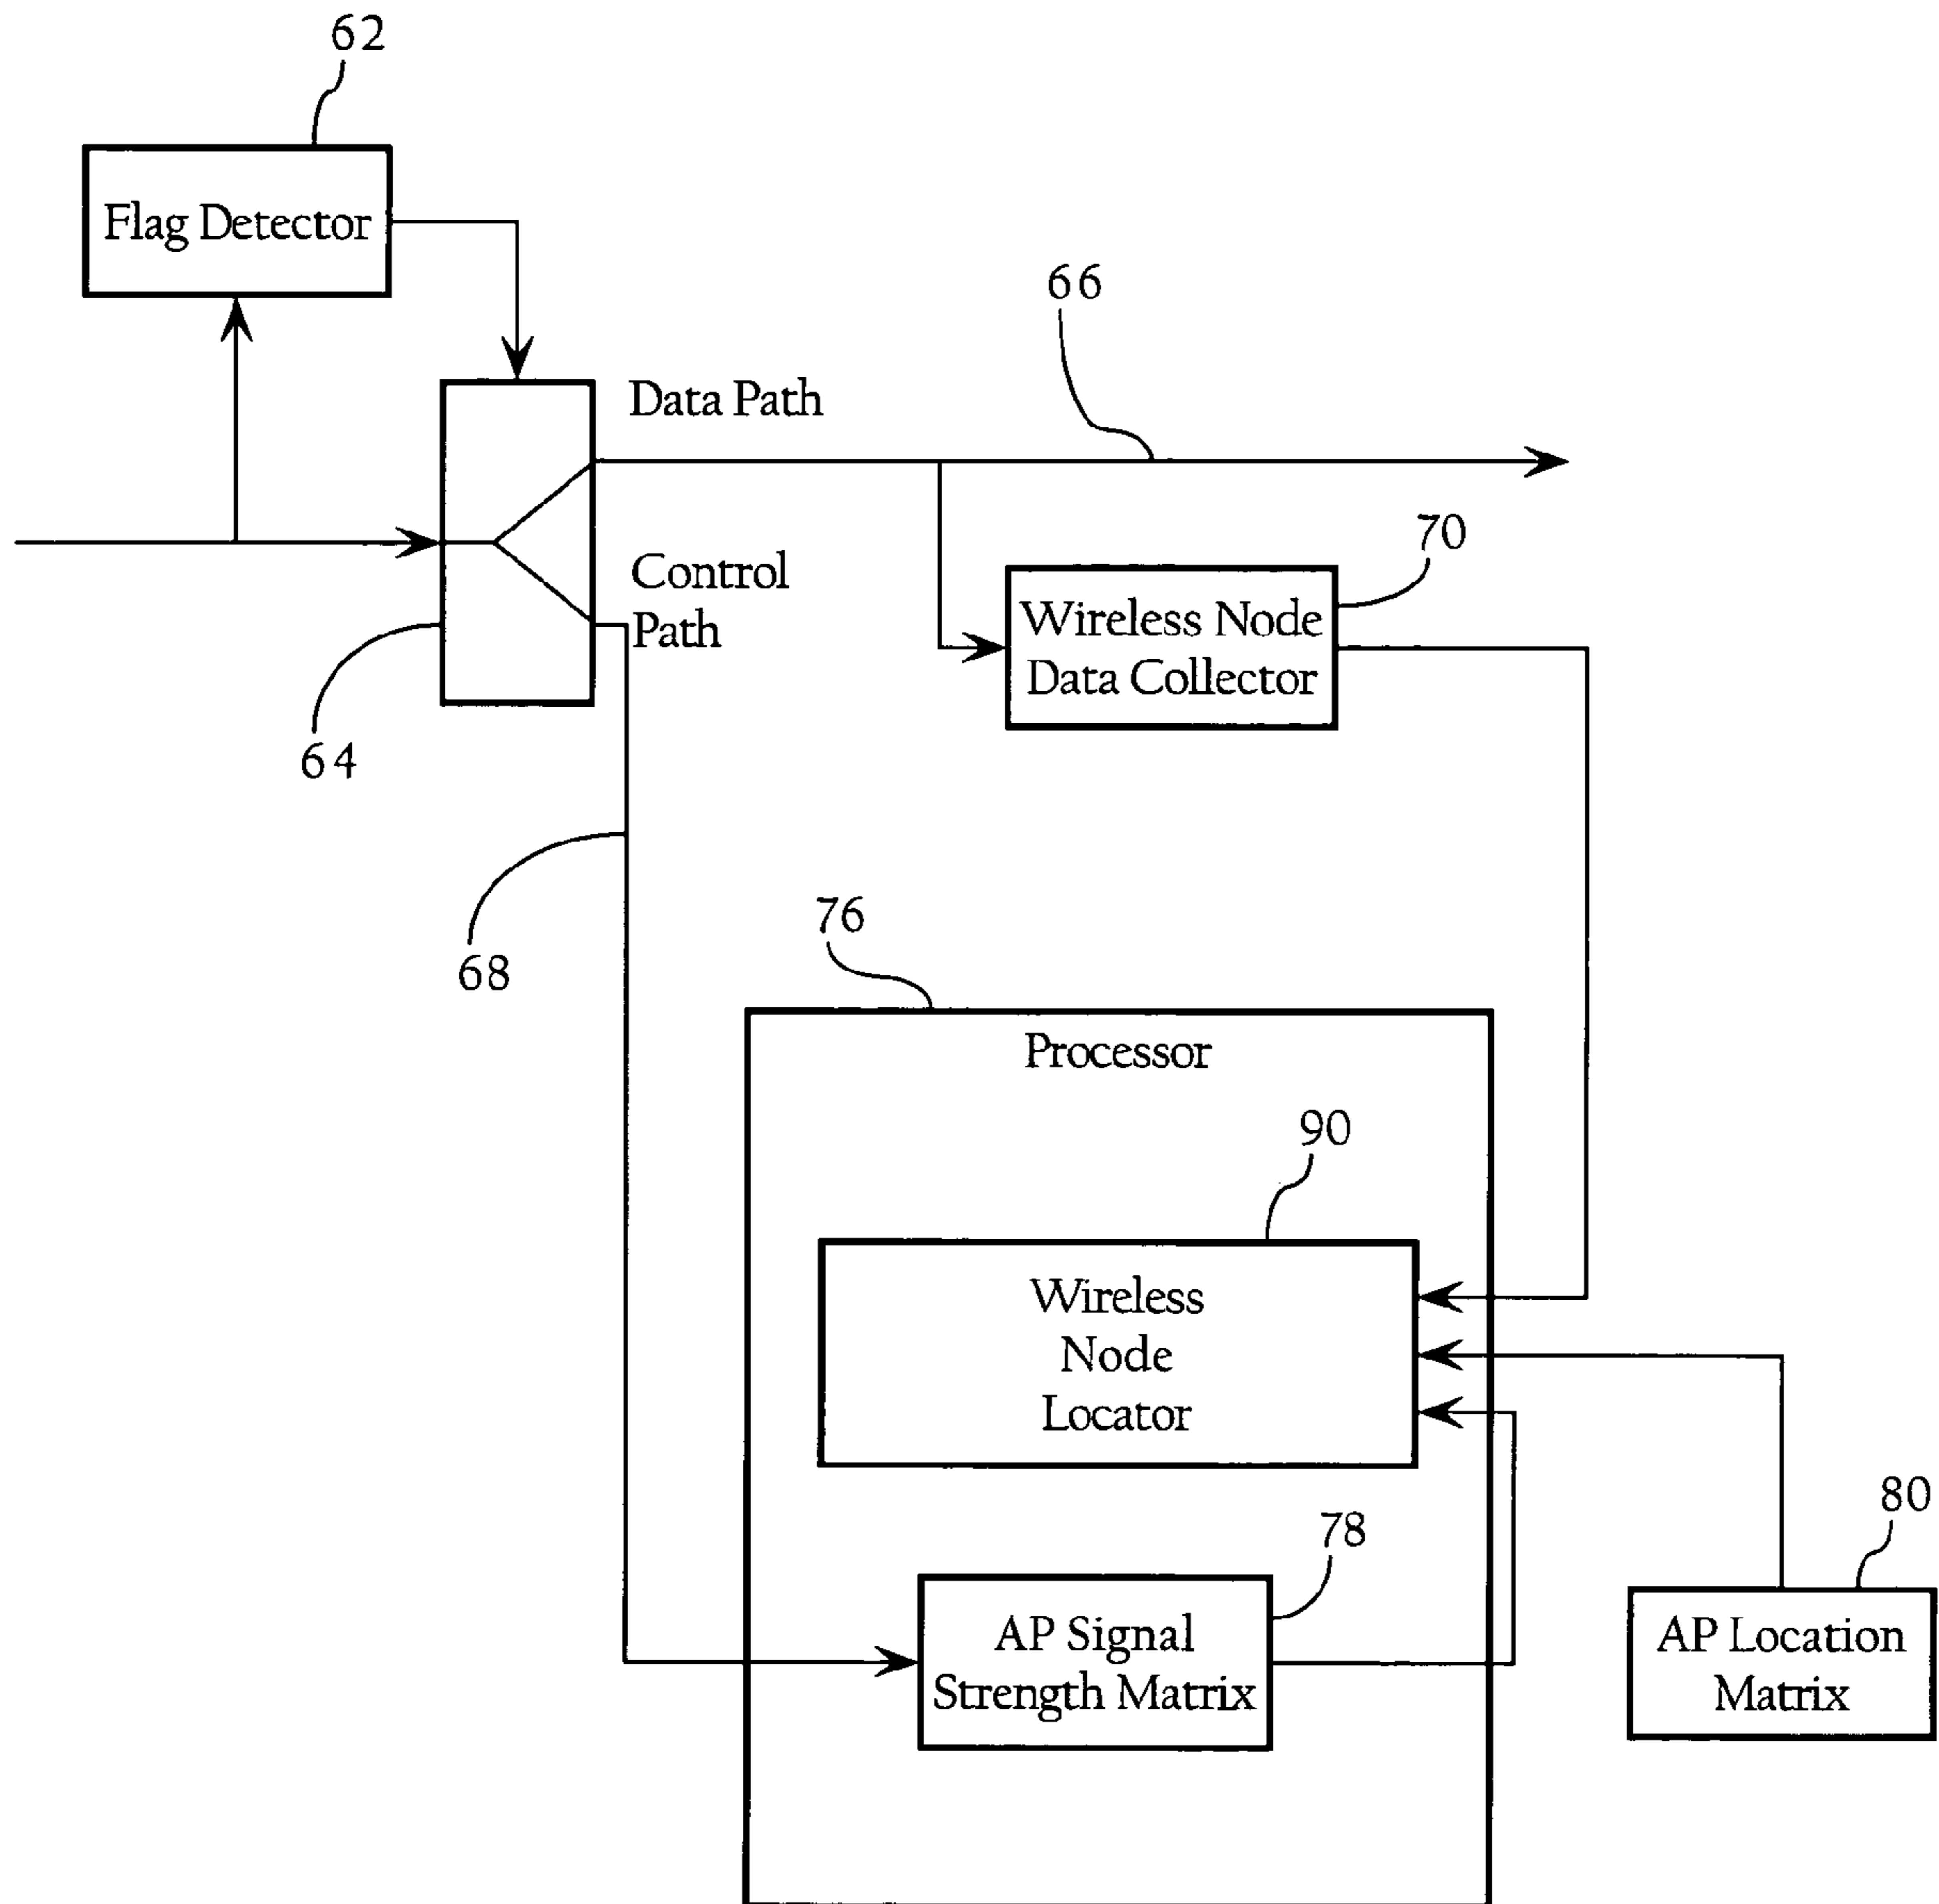 62
Flag Detector
66
Data Path
70
Control
Path
Wireless Node
Data Collector
64
76
68
Processor
90
Wireless
Node
Locator
80
78
AP Signal
Strength Matrix
AP Location
Matrix